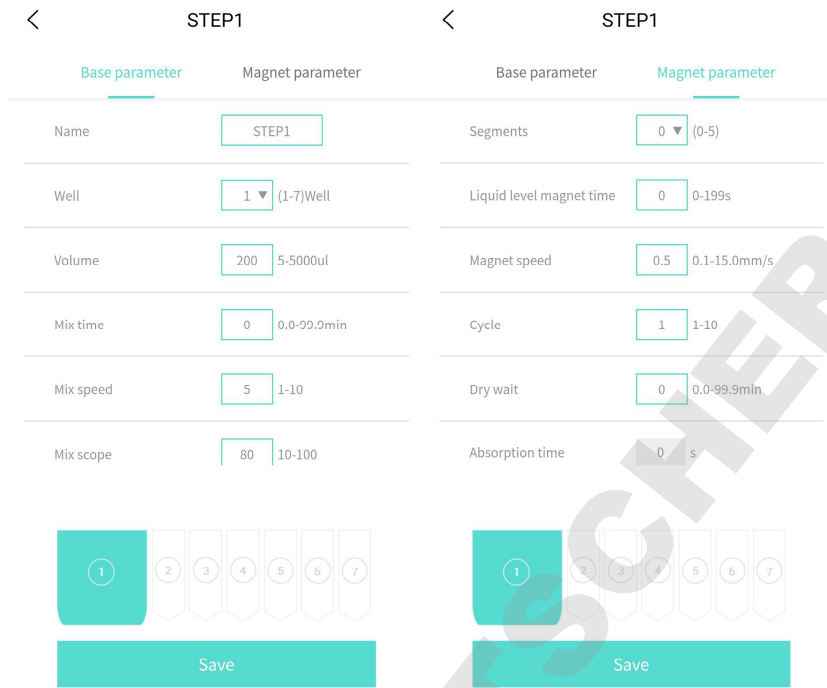 STEP1
Base parameter Magnet parameter
Name STEP1
Well 1 ▼ (1-7)Well
Volume 200 5-5000ul
Mix time 0 0.0-99.9min
Mix speed 5 1-10
Mix scope 80 10-100
1 2 3 4 5 6 7
Save
STEP1
Base parameter Magnet parameter
Segments 0 ▼ (0-5)
Liquid level magnet time 0 0-199s
Magnet speed 0.5 0.1-15.0mm/s
Cycle 1 1-10
Dry wait 0 0.0-99.9min
Absorption time 0 s
1 2 3 4 5 6 7
Save